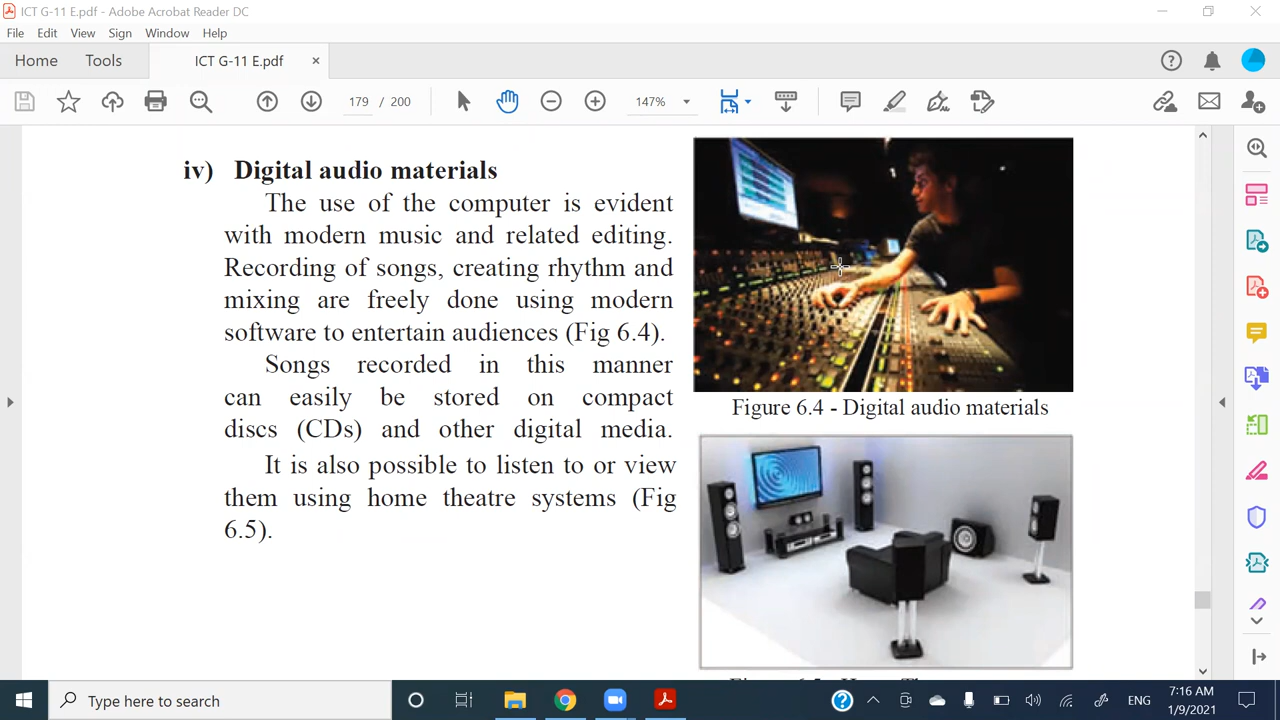 ICT G-11 E.pdf - Adobe Acrobat Reader DC
File Edit View Sign Window Help
Home Tools ICT G-11 E.pdf ×
179 / 200 147%
iv) Digital audio materials
The use of the computer is evident
with modern music and related editing.
Recording of songs, creating rhythm and
mixing are freely done using modern
software to entertain audiences (Fig 6.4).
Songs recorded in this manner
can easily be stored on compact
discs (CDs) and other digital media.
It is also possible to listen to or view
them using home theatre systems (Fig
6.5).
Figure 6.4 - Digital audio materials
Type here to search
ENG
7:16 AM
1/9/2021